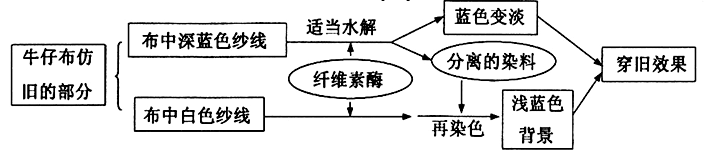 牛仔布仿
旧的部分
布中深蓝色纱线
适当水解
蓝色变淡
分离的染料
纤维素酶
布中白色纱线
再染色
浅蓝色
背景
穿旧效果